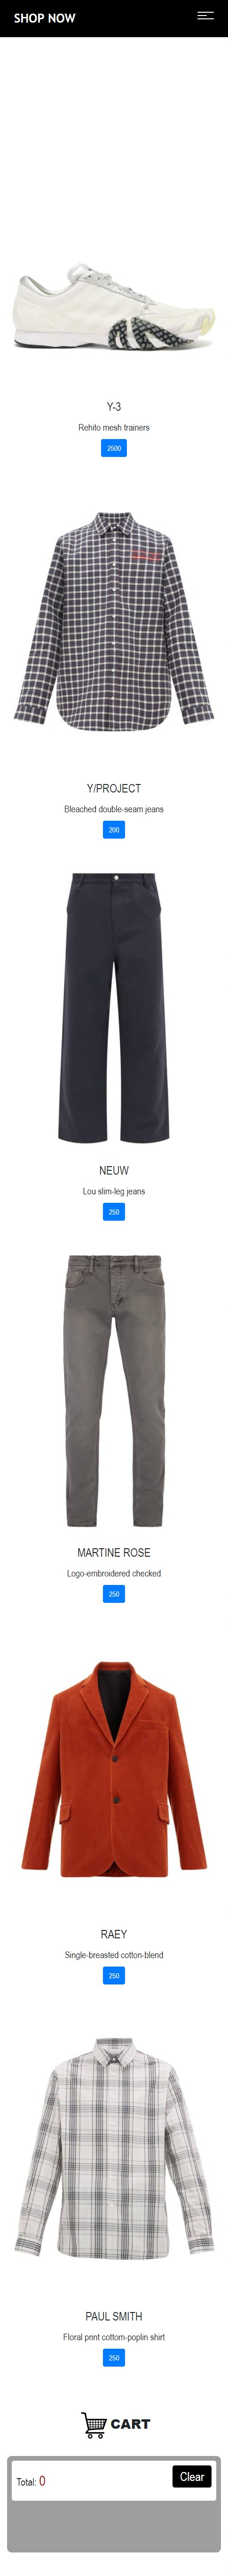 SHOP NOW
Y-3
Rehito mesh trainers
2500
Y/PROJECT
Bleached double-seam jeans
200
NEUW
Lou slim-leg jeans
250
MARTINE ROSE
Logo-embroidered checked
250
RAEY
Single-breasted cotton-blend
250
PAUL SMITH
Floral print cottom-poplin shirt
250
CART
Total: 0
Clear